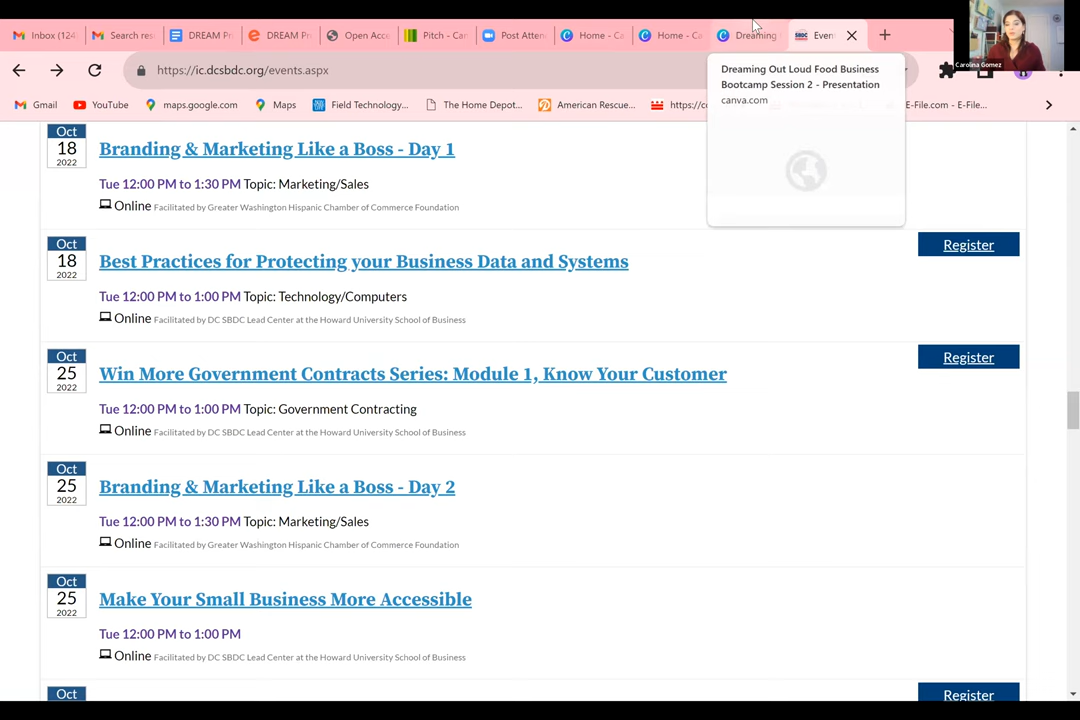 Inbox (124
Search res
DREAM Pr
DREAM Pr
Open Acc
Pitch - Can
Post Atten
Home - Ca
Home - Ca
Dreaming
SBDC
Even
https://ic.dcsbdc.org/events.aspx
Carolina Gomez
Gmail
YouTube
maps.google.com
Maps
Field Technology...
The Home Depot...
American Rescue...
https://cc
E-File.com - E-File...
Dreaming Out Loud Food Business
Bootcamp Session 2 - Presentation
canva.com
Oct
18
2022
Branding & Marketing Like a Boss - Day 1
Tue 12:00 PM to 1:30 PM Topic: Marketing/Sales
Online Facilitated by Greater Washington Hispanic Chamber of Commerce Foundation
Oct
18
2022
Best Practices for Protecting your Business Data and Systems
Register
Tue 12:00 PM to 1:00 PM Topic: Technology/Computers
Online Facilitated by DC SBDC Lead Center at the Howard University School of Business
Oct
25
2022
Win More Government Contracts Series: Module 1, Know Your Customer
Register
Tue 12:00 PM to 1:00 PM Topic: Government Contracting
Online Facilitated by DC SBDC Lead Center at the Howard University School of Business
Oct
25
2022
Branding & Marketing Like a Boss - Day 2
Tue 12:00 PM to 1:30 PM Topic: Marketing/Sales
Online Facilitated by Greater Washington Hispanic Chamber of Commerce Foundation
Oct
25
2022
Make Your Small Business More Accessible
Tue 12:00 PM to 1:00 PM
Online Facilitated by DC SBDC Lead Center at the Howard University School of Business
Oct
Register